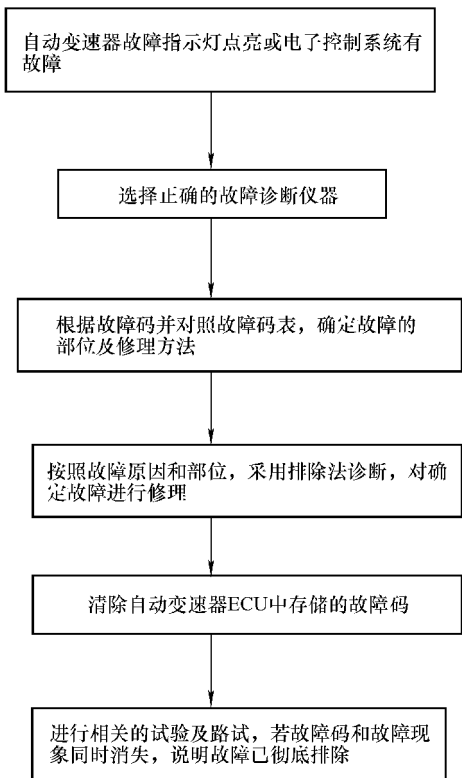 自动变速器故障指示灯点亮或电子控制系统有
故障
选择正确的故障诊断仪器
根据故障码并对照故障码表，确定故障的
部位及修理方法
按照故障原因和部位，采用排除法诊断，对确
定故障进行修理
清除自动变速器ECU中存储的故障码
进行相关的试验及路试，若故障码和故障现
象同时消失，说明故障已彻底排除